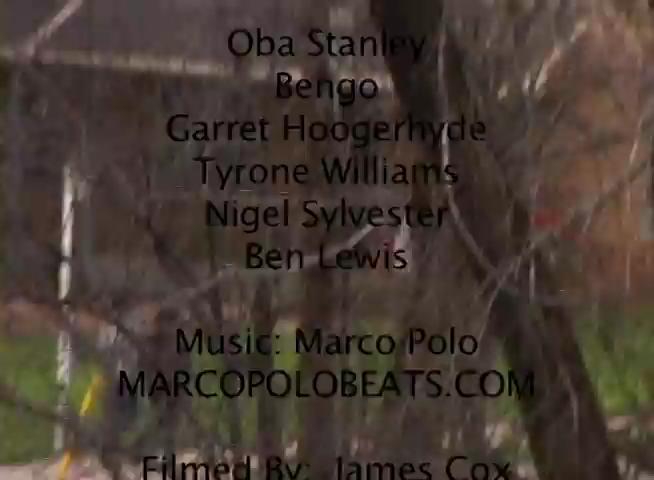 Oba Stanley
Bengo
Garret Hoogerhyde
Tyrone Williams
Nigel Sylvester
Ben Lewis
Music: Marco Polo
MARCOPOLOBEATS.COM
Filmed By: James Cox